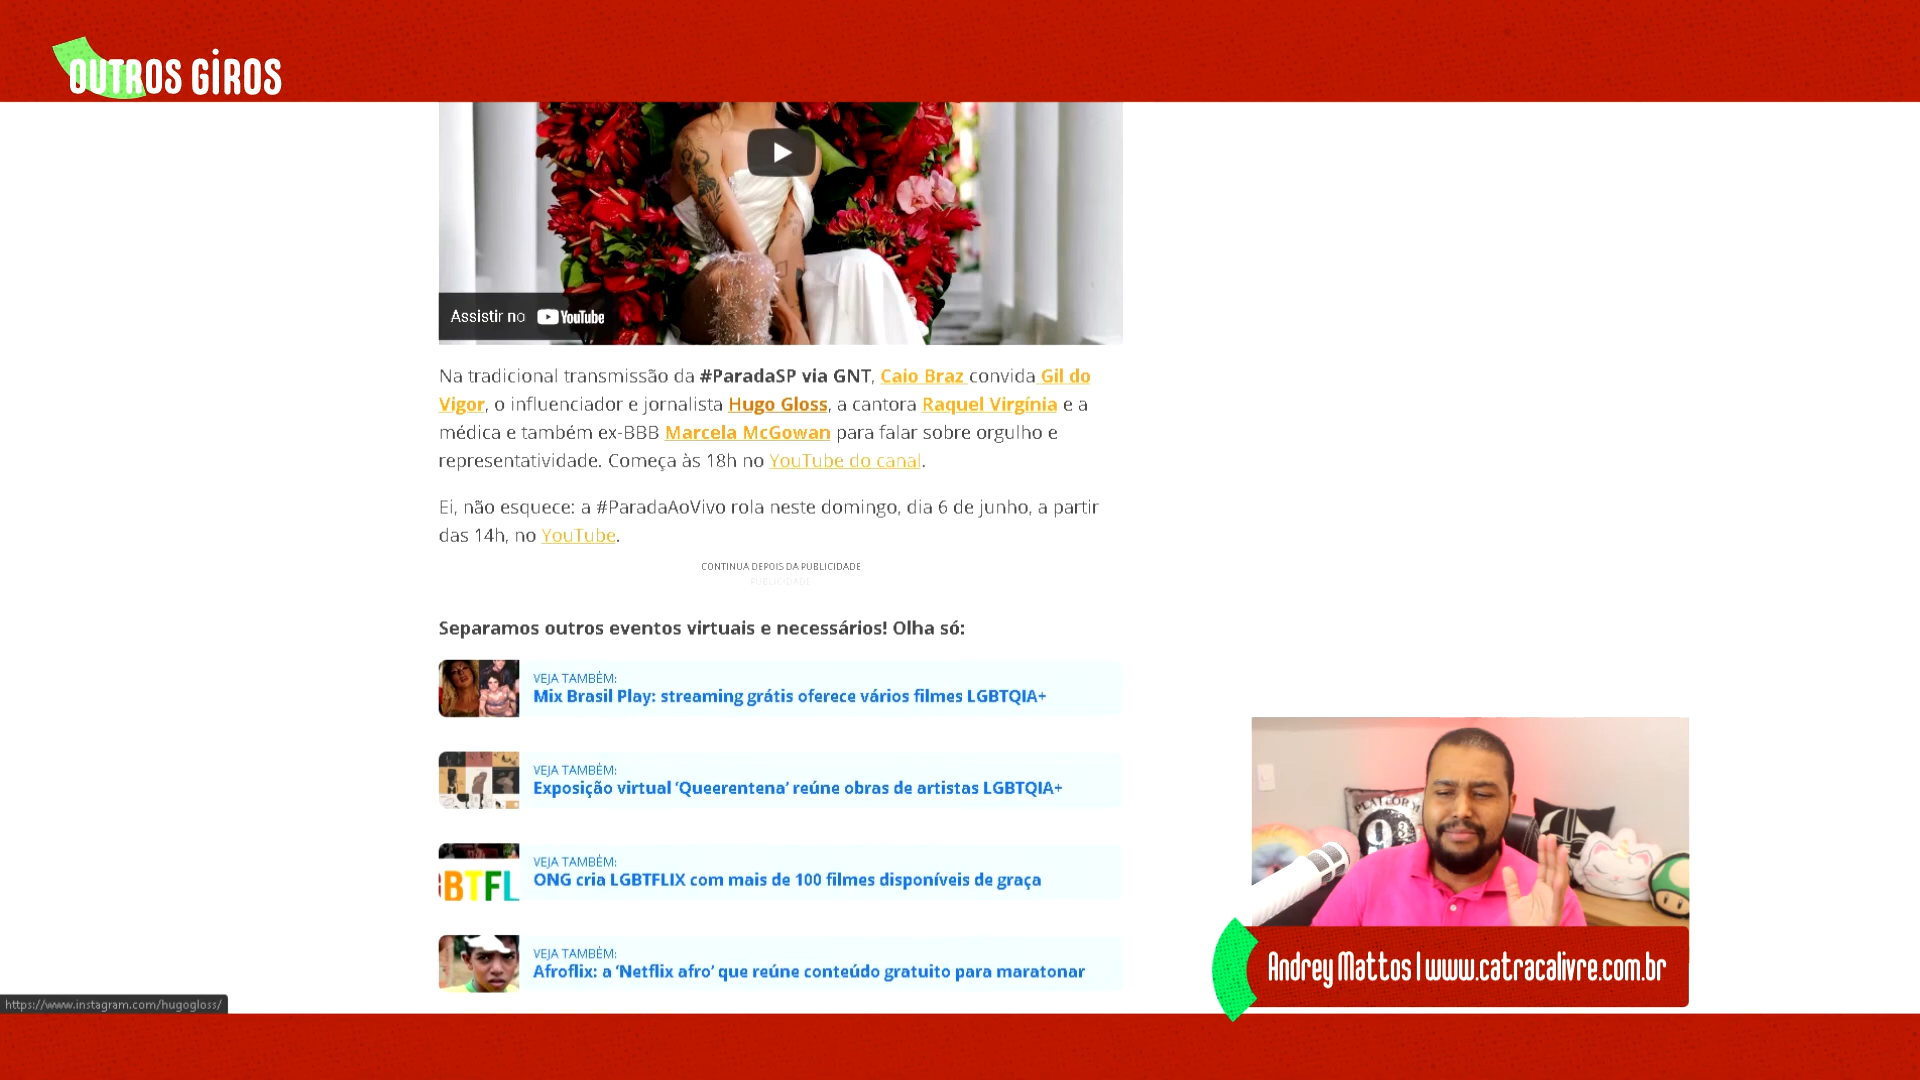 OUTROS GIROS
Assistir no YouTube
Na tradicional transmissão da #ParadaSP via GNT, Caio Braz convida Gil do
Vigor, o influenciador e jornalista Hugo Gloss, a cantora Raquel Virgínia e a
médica e também ex-BBB Marcela McGowan para falar sobre orgulho e
representatividade. Começa às 18h no YouTube do canal.
Ei, não esquece: a #ParadaAoVivo rola neste domingo, dia 6 de junho, a partir
das 14h, no YouTube.
CONTINUA DEPOIS DA PUBLICIDADE
PUBLICIDADE
Separamos outros eventos virtuais e necessários! Olha só:
VEJA TAMBÉM:
Mix Brasil Play: streaming grátis oferece vários filmes LGBTQIA+
VEJA TAMBÉM:
Exposição virtual ‘Queerentena’ reúne obras de artistas LGBTQIA+
BTFL
VEJA TAMBÉM:
ONG cria LGBTFLIX com mais de 100 filmes disponíveis de graça
VEJA TAMBÉM:
Afroflix: a ‘Netflix afro’ que reúne conteúdo gratuito para maratonar
PLATFORM
9
Andrey Mattos | www.catracalivre.com.br
https://www.instagram.com/hugogloss/